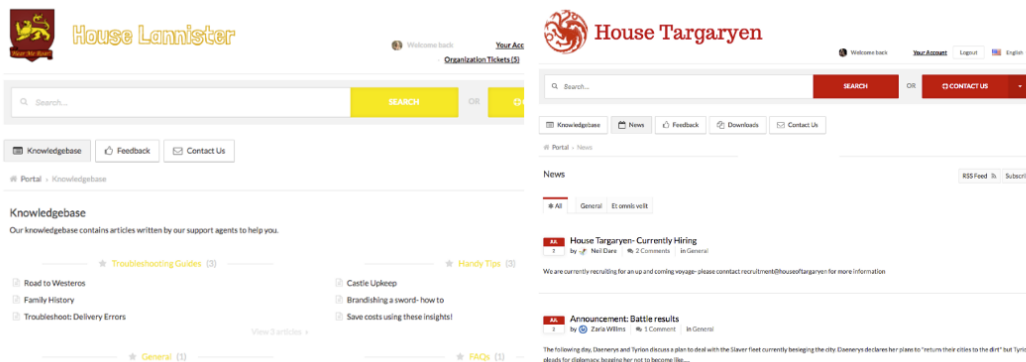 House Lannister
Welcome back
Your Acc
Organization Tickets (5)
Search...
SEARCH
OR
Knowledgebase
Feedback
Contact Us
Portal
Knowledgebase
Knowledgebase
Our knowledgebase contains articles written by our support agents to help you.
Troubleshooting Guides (3)
Handy Tips (3)
Road to Westeros
Castle Upkeep
Family History
Brandishing a sword- how to
Troubleshoot: Delivery Errors
Save costs using these insights!
View 3 articles
General (1)
FAQs (1)
House Targaryen
Welcome back
Your Account
Logout
English
Search...
SEARCH
OR
CONTACT US
Knowledgebase
News
Feedback
Downloads
Contact Us
Portal
News
News
RSS Feed
Subscri
All
General
Et omnis velit
House Targaryen- Currently Hiring
by Neil Dare 2 Comments in General
We are currently recruiting for an up and coming voyage- please conntact recruitment@houseoftargaryen for more information
Announcement: Battle results
by Zaria Willms 1 Comment in General
The following day, Daenerys and Tyrion discuss a plan to deal with the Slaver fleet currently besieging the city. Daenerys declares her plans to "return their cities to the dirt" but Tyrio
pleads for diplomacy, begging her not to become like....